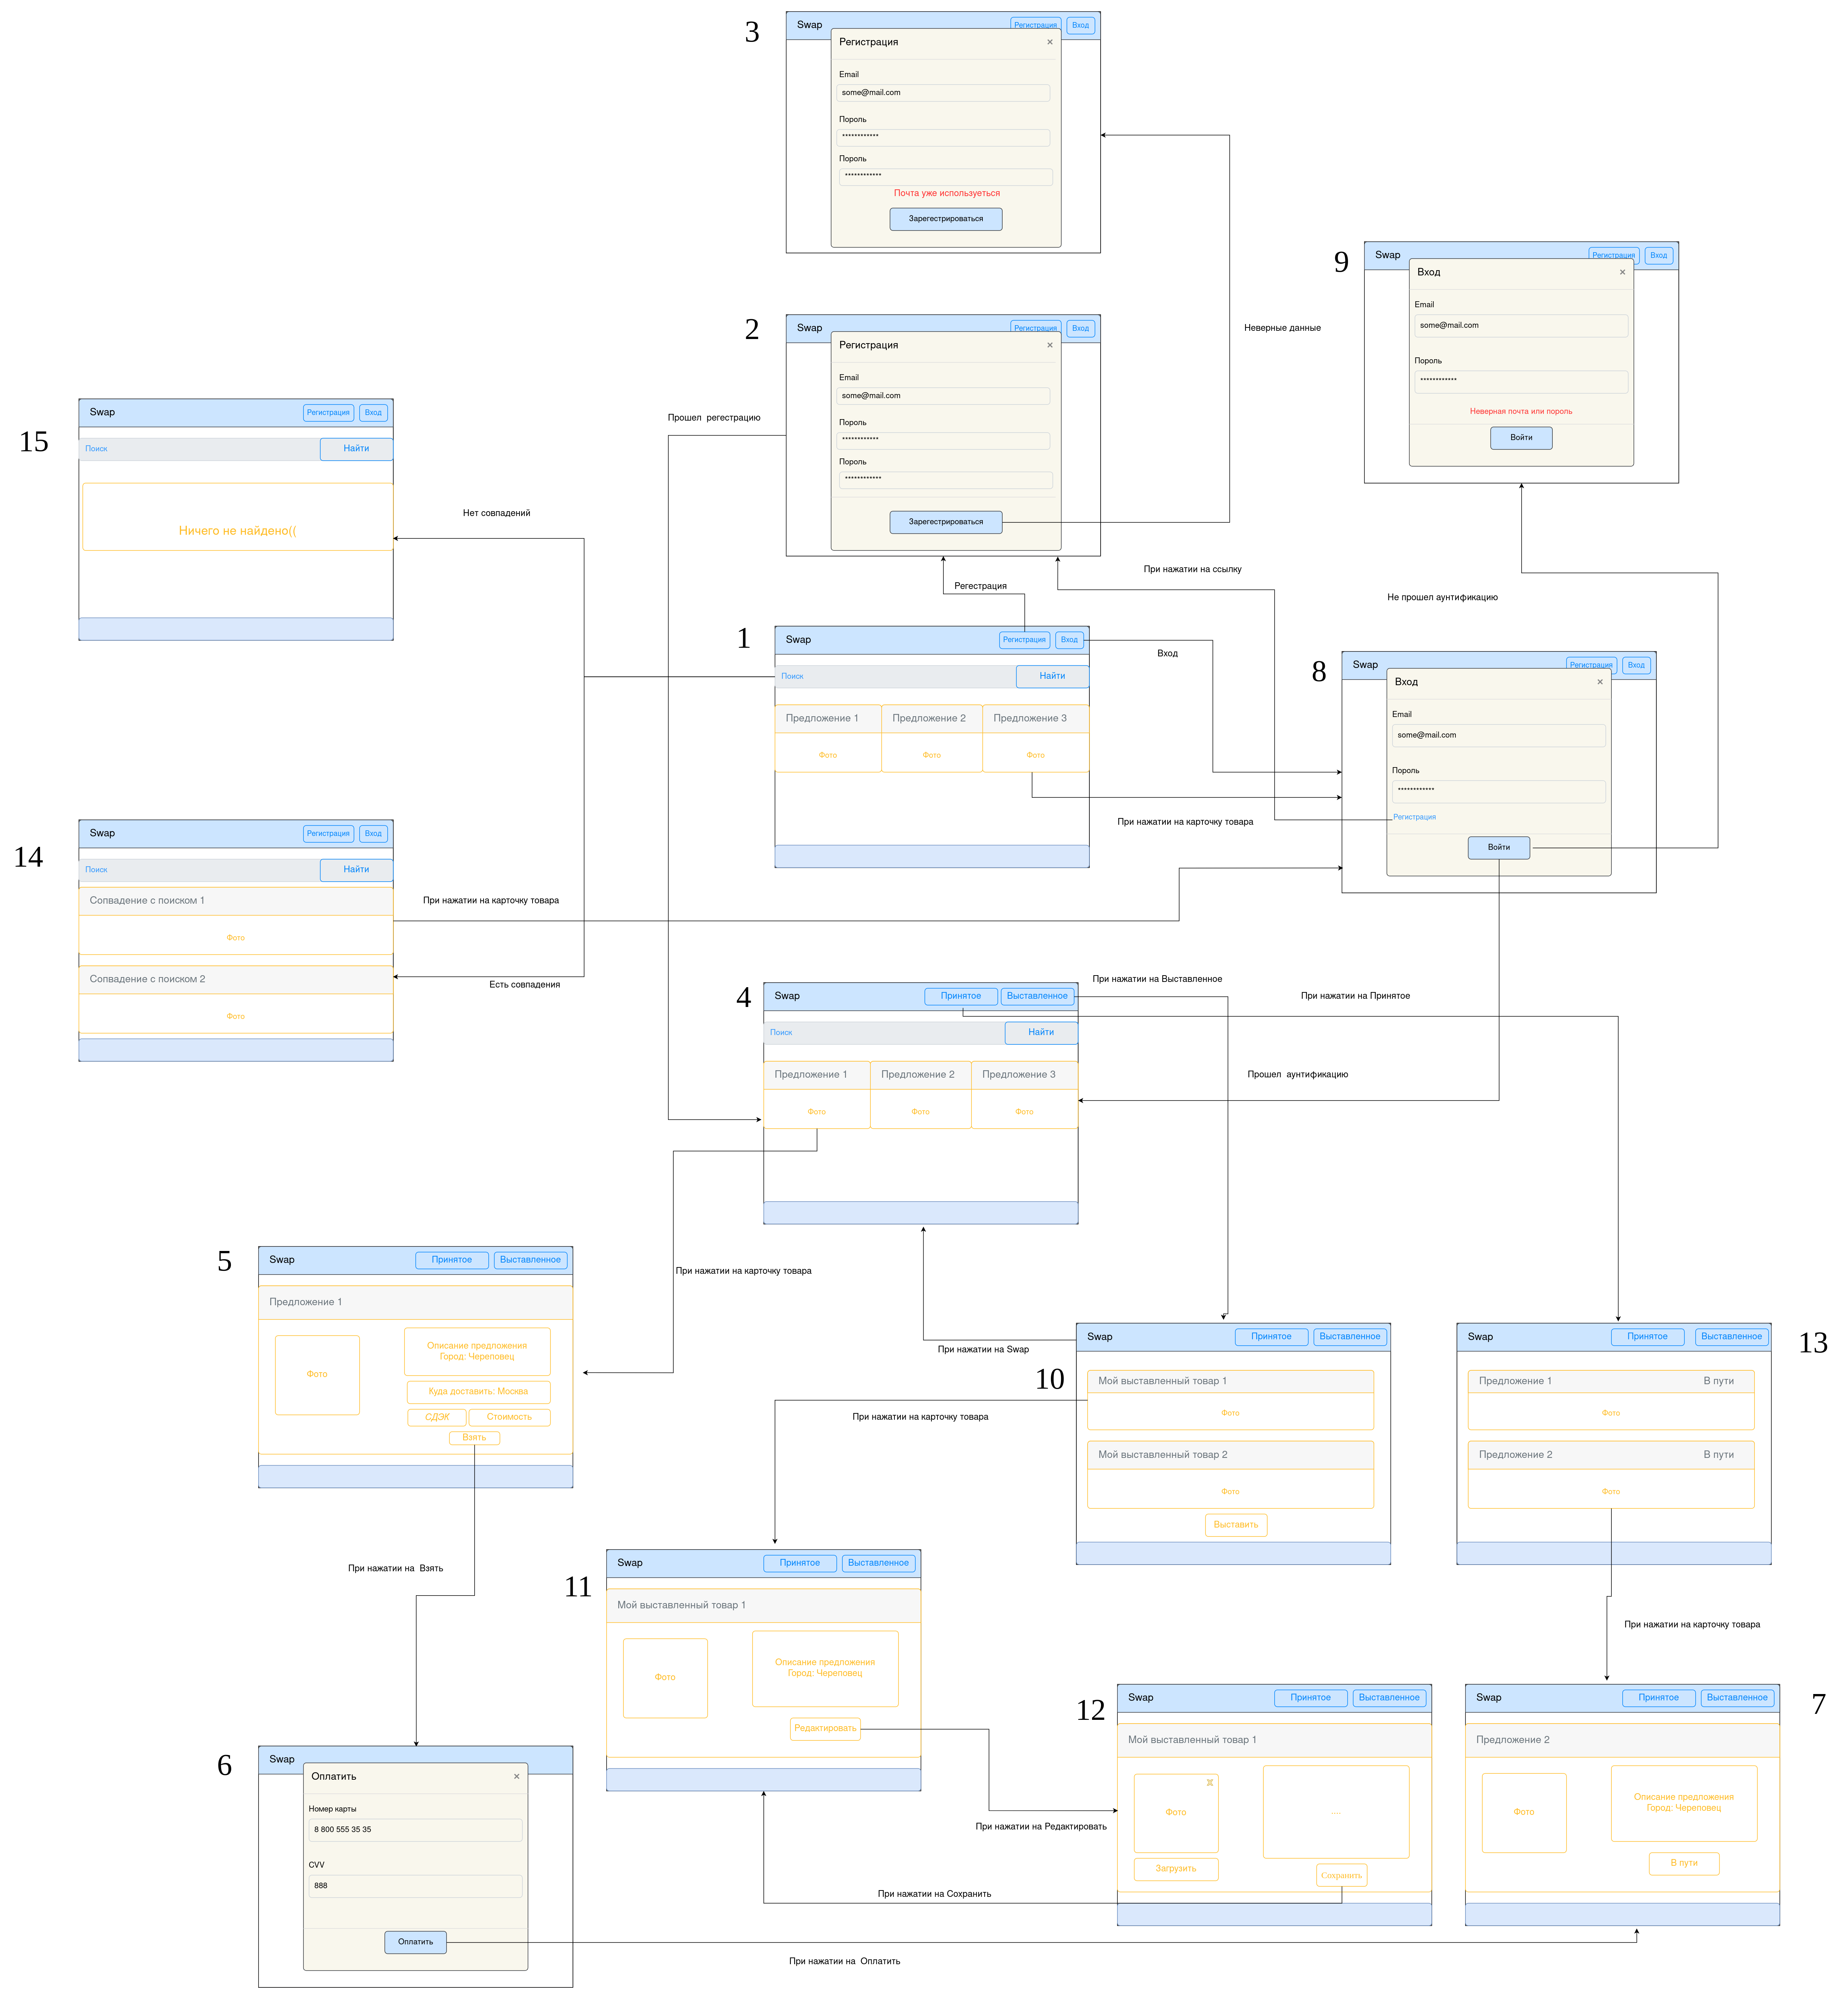 3
Swap
Регистрация
Вход
Регистрация
×
Email
some@mail.com
Пороль
************
Пороль
************
Почта уже используеться
Зарегестрироваться
9
Swap
Регистрация
Вход
Вход
×
Email
some@mail.com
Пороль
************
Неверная почта или пороль
Войти
Неверные данные
2
Swap
Регистрация
Вход
Регистрация
×
Email
some@mail.com
Пороль
************
Пороль
************
Зарегестрироваться
Прошел регестрацию
15
Swap
Регистрация
Вход
Поиск
Найти
Ничего не найдено((
Нет совпадений
При нажатии на ссылку
Регестрация
Не прошел аунтификацию
1
Swap
Регистрация
Вход
Поиск
Найти
Предложение 1
Предложение 2
Предложение 3
Фото
Фото
Фото
Вход
При нажатии на карточку товара
8
Swap
Регистрация
Вход
Вход
×
Email
some@mail.com
Пороль
************
Регистрация
Войти
14
Swap
Регистрация
Вход
Поиск
Найти
Сопвадение с поиском 1
Фото
Сопвадение с поиском 2
Фото
При нажатии на карточку товара
Есть совпадения
4
Swap
Принятое
Выставленное
Поиск
Найти
Предложение 1
Предложение 2
Предложение 3
Фото
Фото
Фото
При нажатии на Выставленное
При нажатии на Принятое
Прошел аунтификацию
5
Swap
Принятое
Выставленное
Предложение 1
Фото
Описание предложения
Город: Череповец
Куда доставить: Москва
СДЭК
Стоимость
Взять
При нажатии на карточку товара
При нажатии на Swap
10
Swap
Принятое
Выставленное
Мой выставленный товар 1
Фото
Мой выставленный товар 2
Фото
Выставить
При нажатии на карточку товара
13
Swap
Принятое
Выставленное
Предложение 1
В пути
Фото
Предложение 2
В пути
Фото
При нажатии на Взять
11
Swap
Принятое
Выставленное
Мой выставленный товар 1
Фото
Описание предложения
Город: Череповец
Редактировать
При нажатии на карточку товара
12
Swap
Принятое
Выставленное
Мой выставленный товар 1
Фото
Загрузить
Сохранить
При нажатии на Редактировать
При нажатии на Сохранить
7
Swap
Принятое
Выставленное
Предложение 2
Фото
Описание предложения
Город: Череповец
В пути
6
Swap
Оплатить
×
Номер карты
8 800 555 35 35
CVV
888
Оплатить
При нажатии на Оплатить